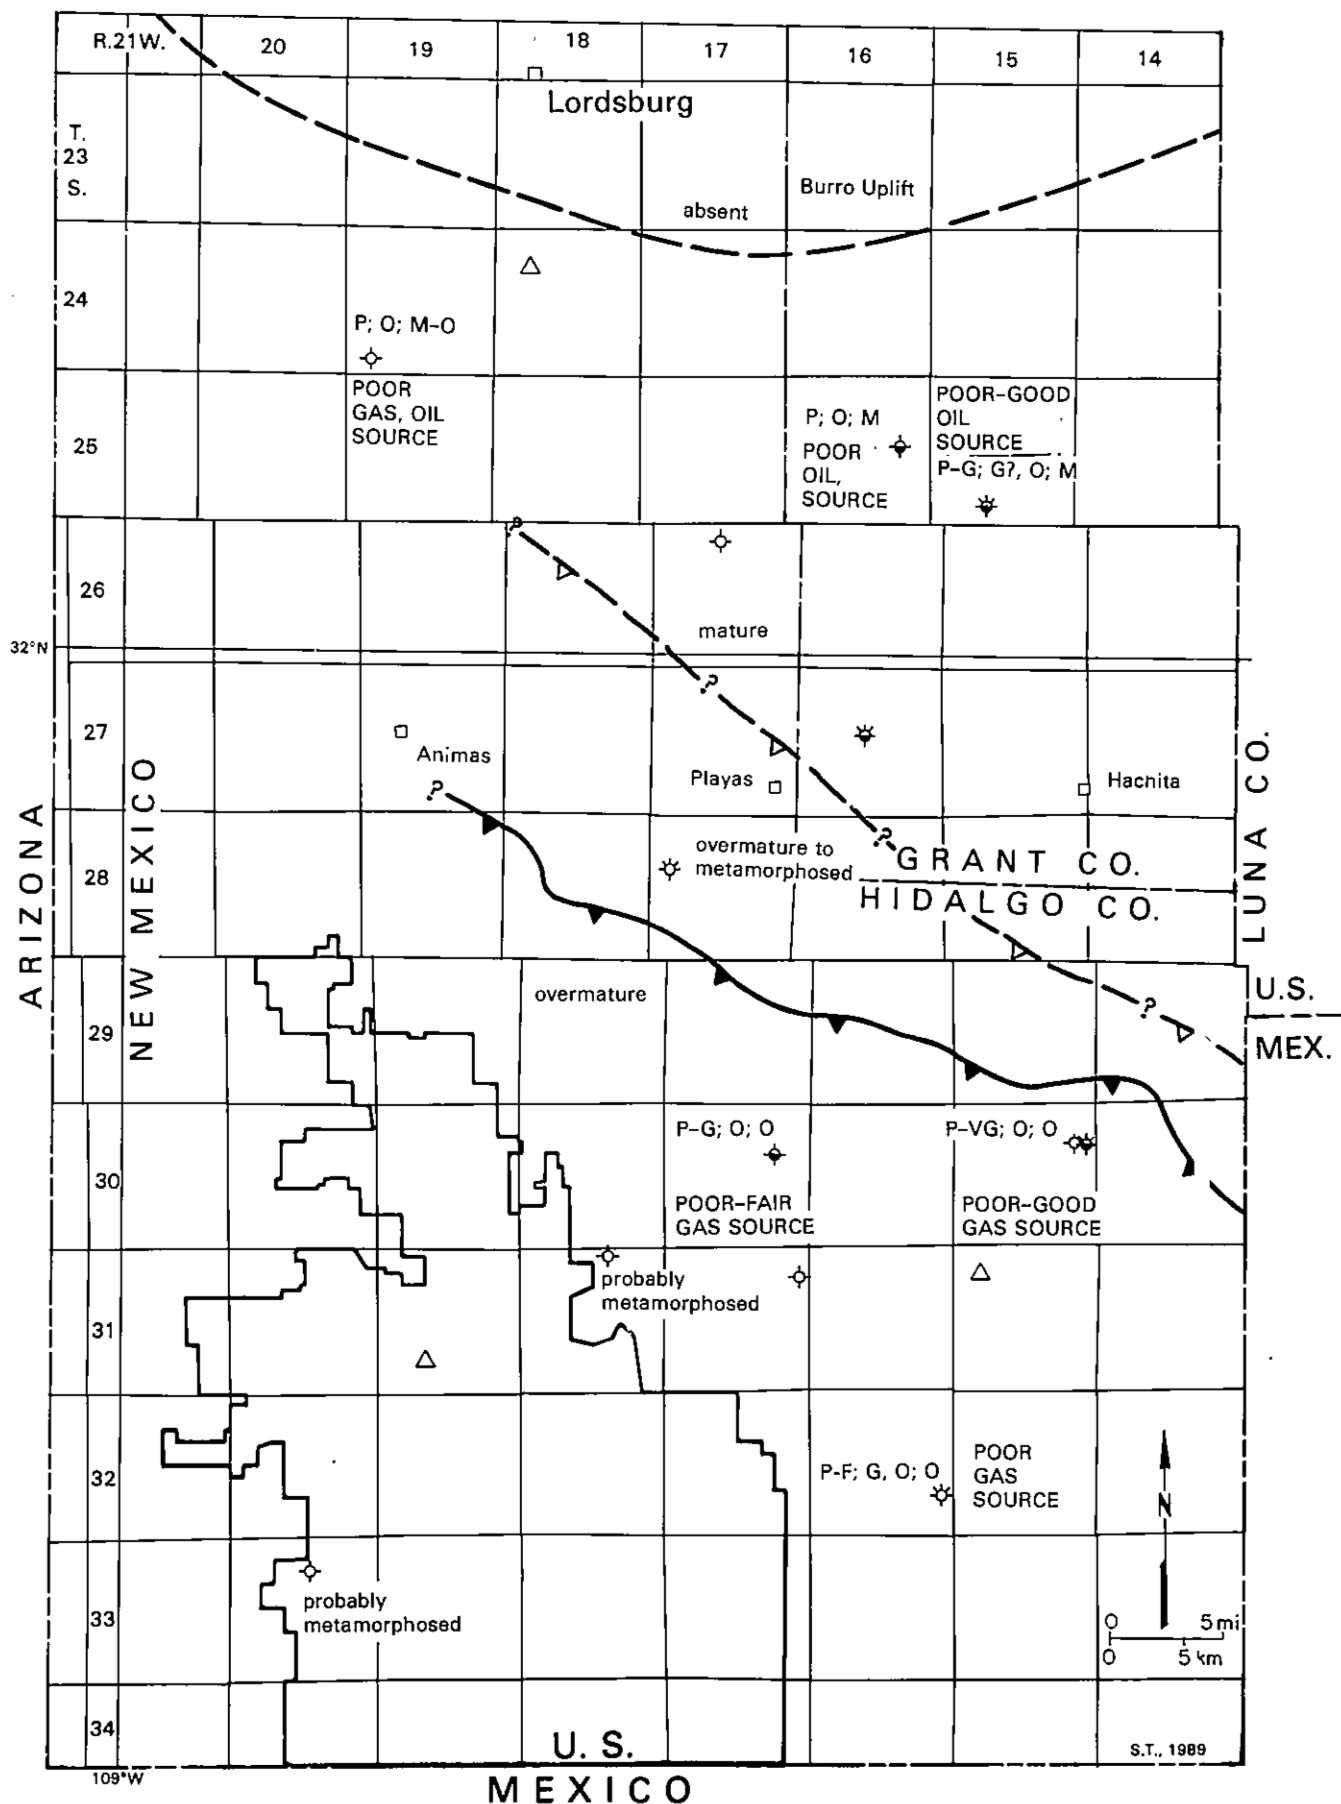 R.21W. 20 19 18 17 16 15 14
Lordsburg
T.
23
S.
Burro Uplift
absent
24
P; O; M-O
POOR
GAS, OIL
SOURCE
25
P; O; M
POOR
OIL,
SOURCE
POOR-GOOD
OIL
SOURCE
P-G; G?, O; M
?
26
mature
32°N
?
27
Animas
Playas
Hachita
?
?
overmature to
metamorphosed
28
GRANT CO.
HIDALGO CO.
LUNA CO.
ARIZONA
NEW MEXICO
overmature
?
U.S.
MEX.
29
P-G; O; O
P-VG; O; O
30
POOR-FAIR
GAS SOURCE
POOR-GOOD
GAS SOURCE
probably
metamorphosed
31
P-F; G, O; O
POOR
GAS
SOURCE
32
N
probably
metamorphosed
33
0 5 mi
0 5 km
34
U.S.
MEXICO
S.T., 1989
109°W